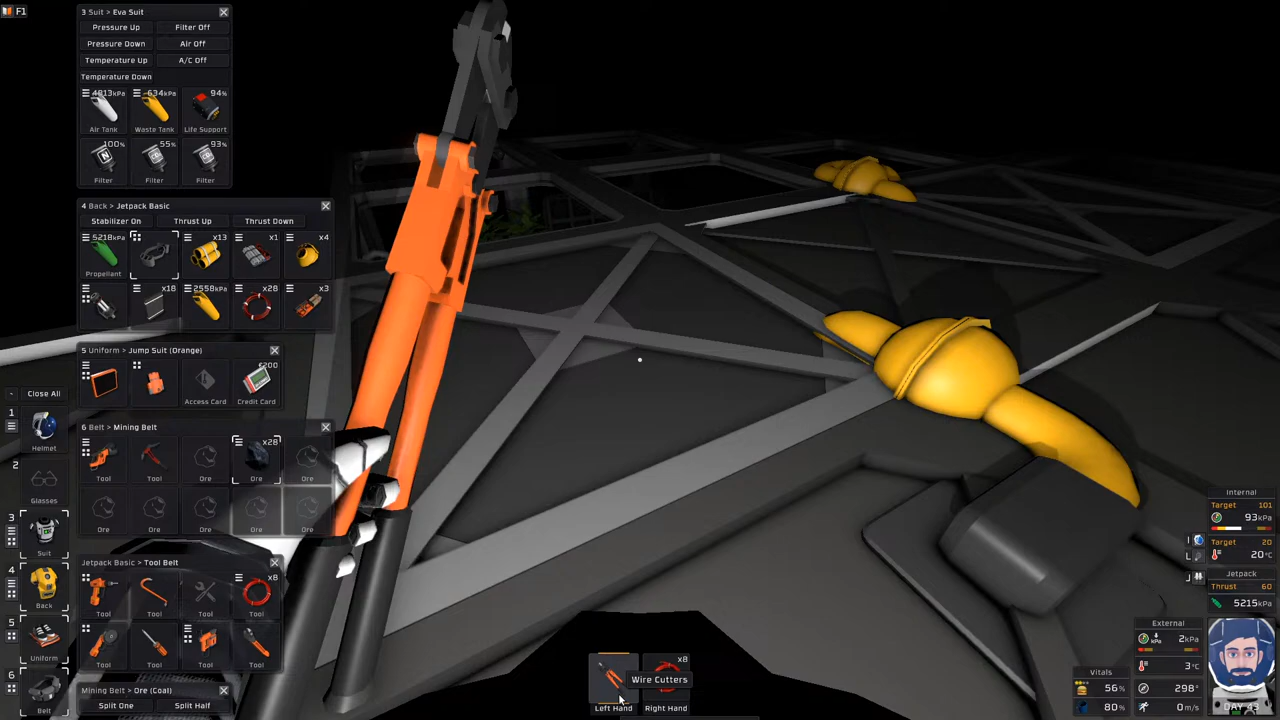 F1
3 Suit > Eva Suit
Pressure Up Filter Off
Pressure Down Air Off
Temperature Up A/C Off
Temperature Down
4813kPa 634kPa 94%
Air Tank Waste Tank Life Support
100% 55% 93%
Filter Filter Filter
4 Back > Jetpack Basic
Stabilizer On Thrust Up Thrust Down
5218kPa x13 x1 x4
Propellant
x18 2558kPa x28 x3
5 Uniform > Jump Suit (Orange)
€200
Access Card Credit Card
- Close All
1
Helmet
2
Glasses
3
Suit
4
Back
5
Uniform
6
Belt
6 Belt > Mining Belt
x28
Tool Tool Ore Ore
Ore Ore Ore Ore Ore
Jetpack Basic > Tool Belt
x8
Tool Tool Tool Tool
Tool Tool Tool Tool
Mining Belt > Ore (Coal)
Split One Split Half
x8
Wire Cutters
Left Hand Right Hand
Internal
Target 101
93kPa
Target 20
20°C
Jetpack
Thrust 60
5215kPa
External
2kPa
3°C
298°
0m/s
Vitals
56%
80%
DAY 43